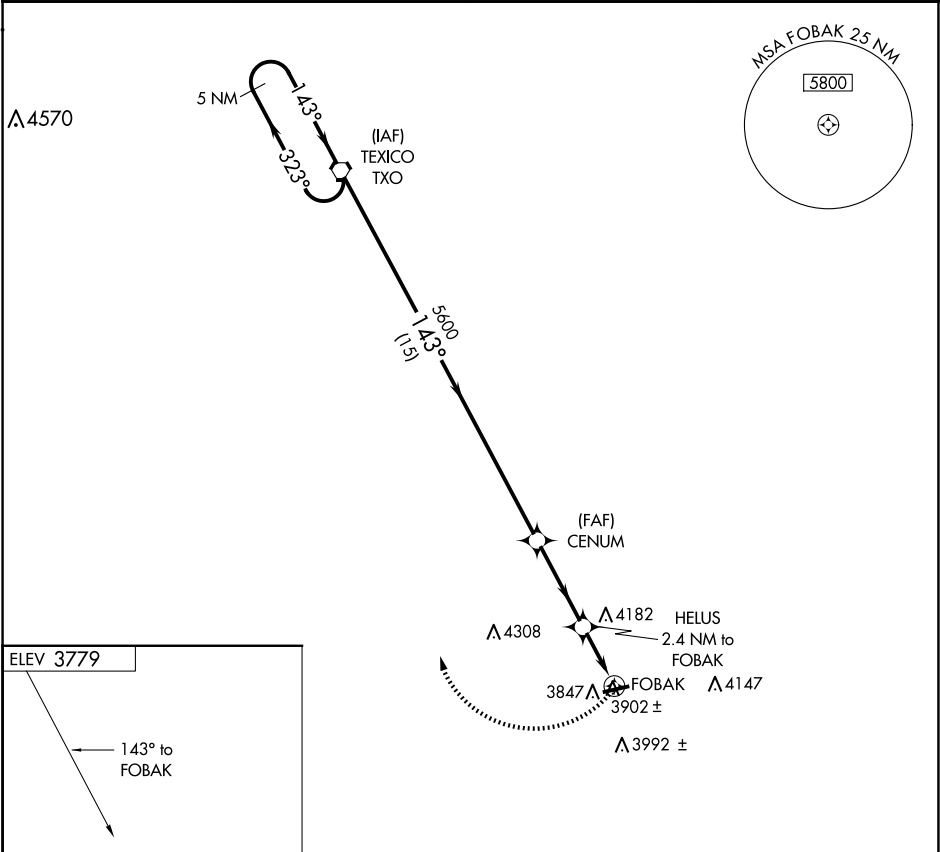 MSA FOBAK 25 NM
5800
4570
5 NM
143°
323°
(IAF)
TEXICO
TXO
5600
143°
(15)
(FAF)
CENUM
4182
4308
HELUS
2.4 NM to
FOBAK
3847
FOBAK
4147
3902 ±
3992 ±
ELEV 3779
143° to
FOBAK